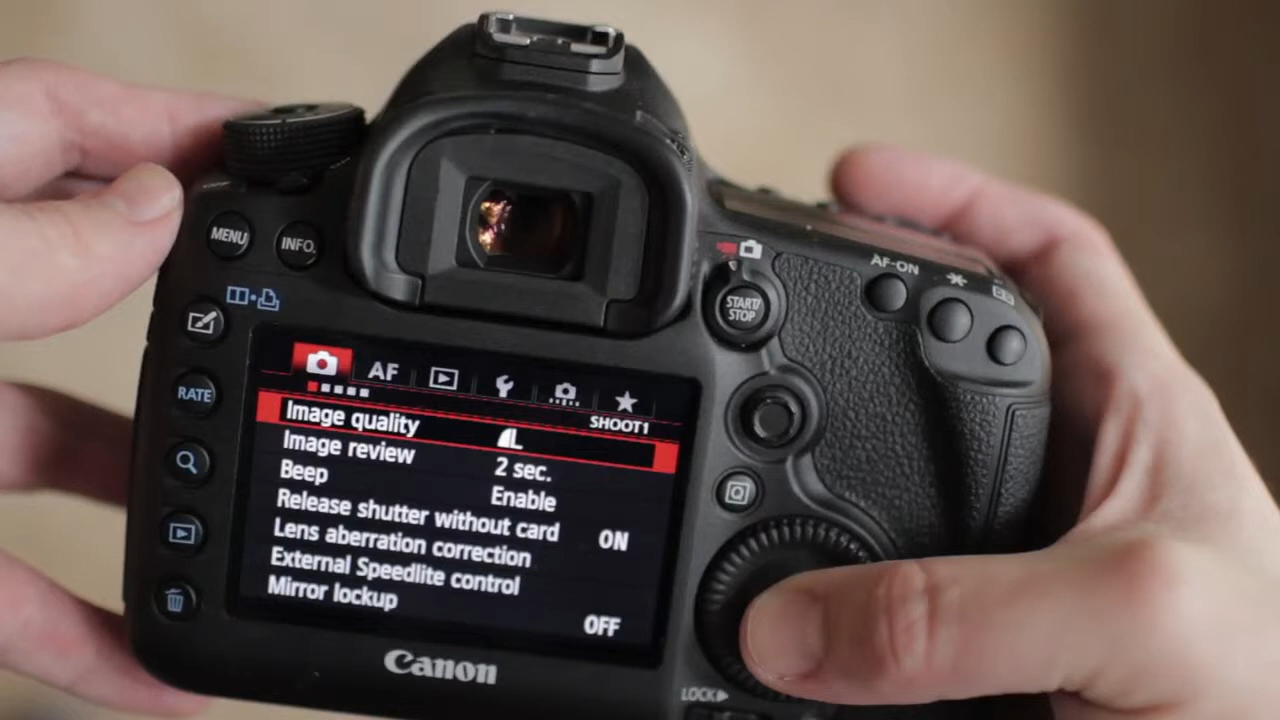 MENU
INFO.
START/
STOP
AF-ON
RATE
AF
SHOOT1
Image quality L
Image review 2 sec.
Beep Enable
Release shutter without card ON
Lens aberration correction
External Speedlite control
Mirror lockup OFF
Q
Canon
LOCK